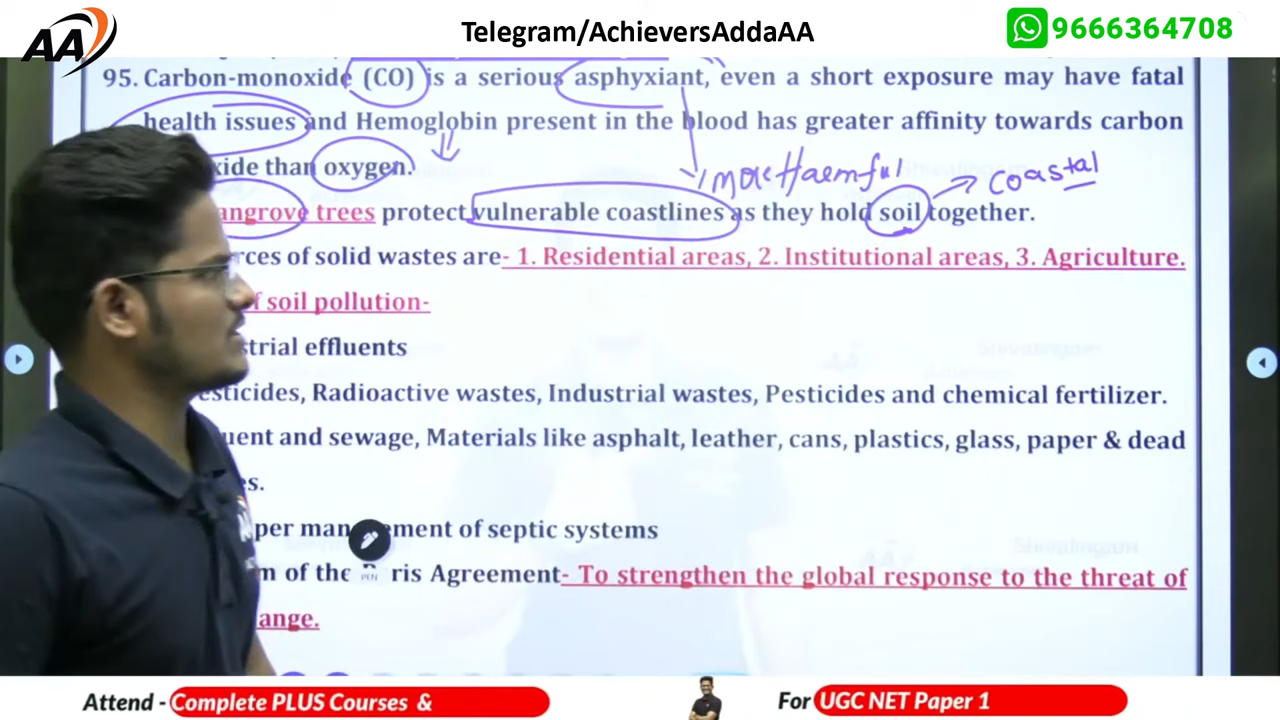 AA
Telegram/AchieversAddaAA
9666364708
95. Carbon-monoxide (CO) is a serious asphyxiant, even a short exposure may have fatal
health issues and Hemoglobin present in the blood has greater affinity towards carbon
xide than oxygen.
more Haemful
coastal
angrove trees protect vulnerable coastlines as they hold soil together.
rces of solid wastes are- 1. Residential areas, 2. Institutional areas, 3. Agriculture.
f soil pollution-
strial effluents
esticides, Radioactive wastes, Industrial wastes, Pesticides and chemical fertilizer.
uent and sewage, Materials like asphalt, leather, cans, plastics, glass, paper & dead
es.
per man ement of septic systems
PEN
m of the ris Agreement- To strengthen the global response to the threat of
ange.
Attend - Complete PLUS Courses &
For UGC NET Paper 1